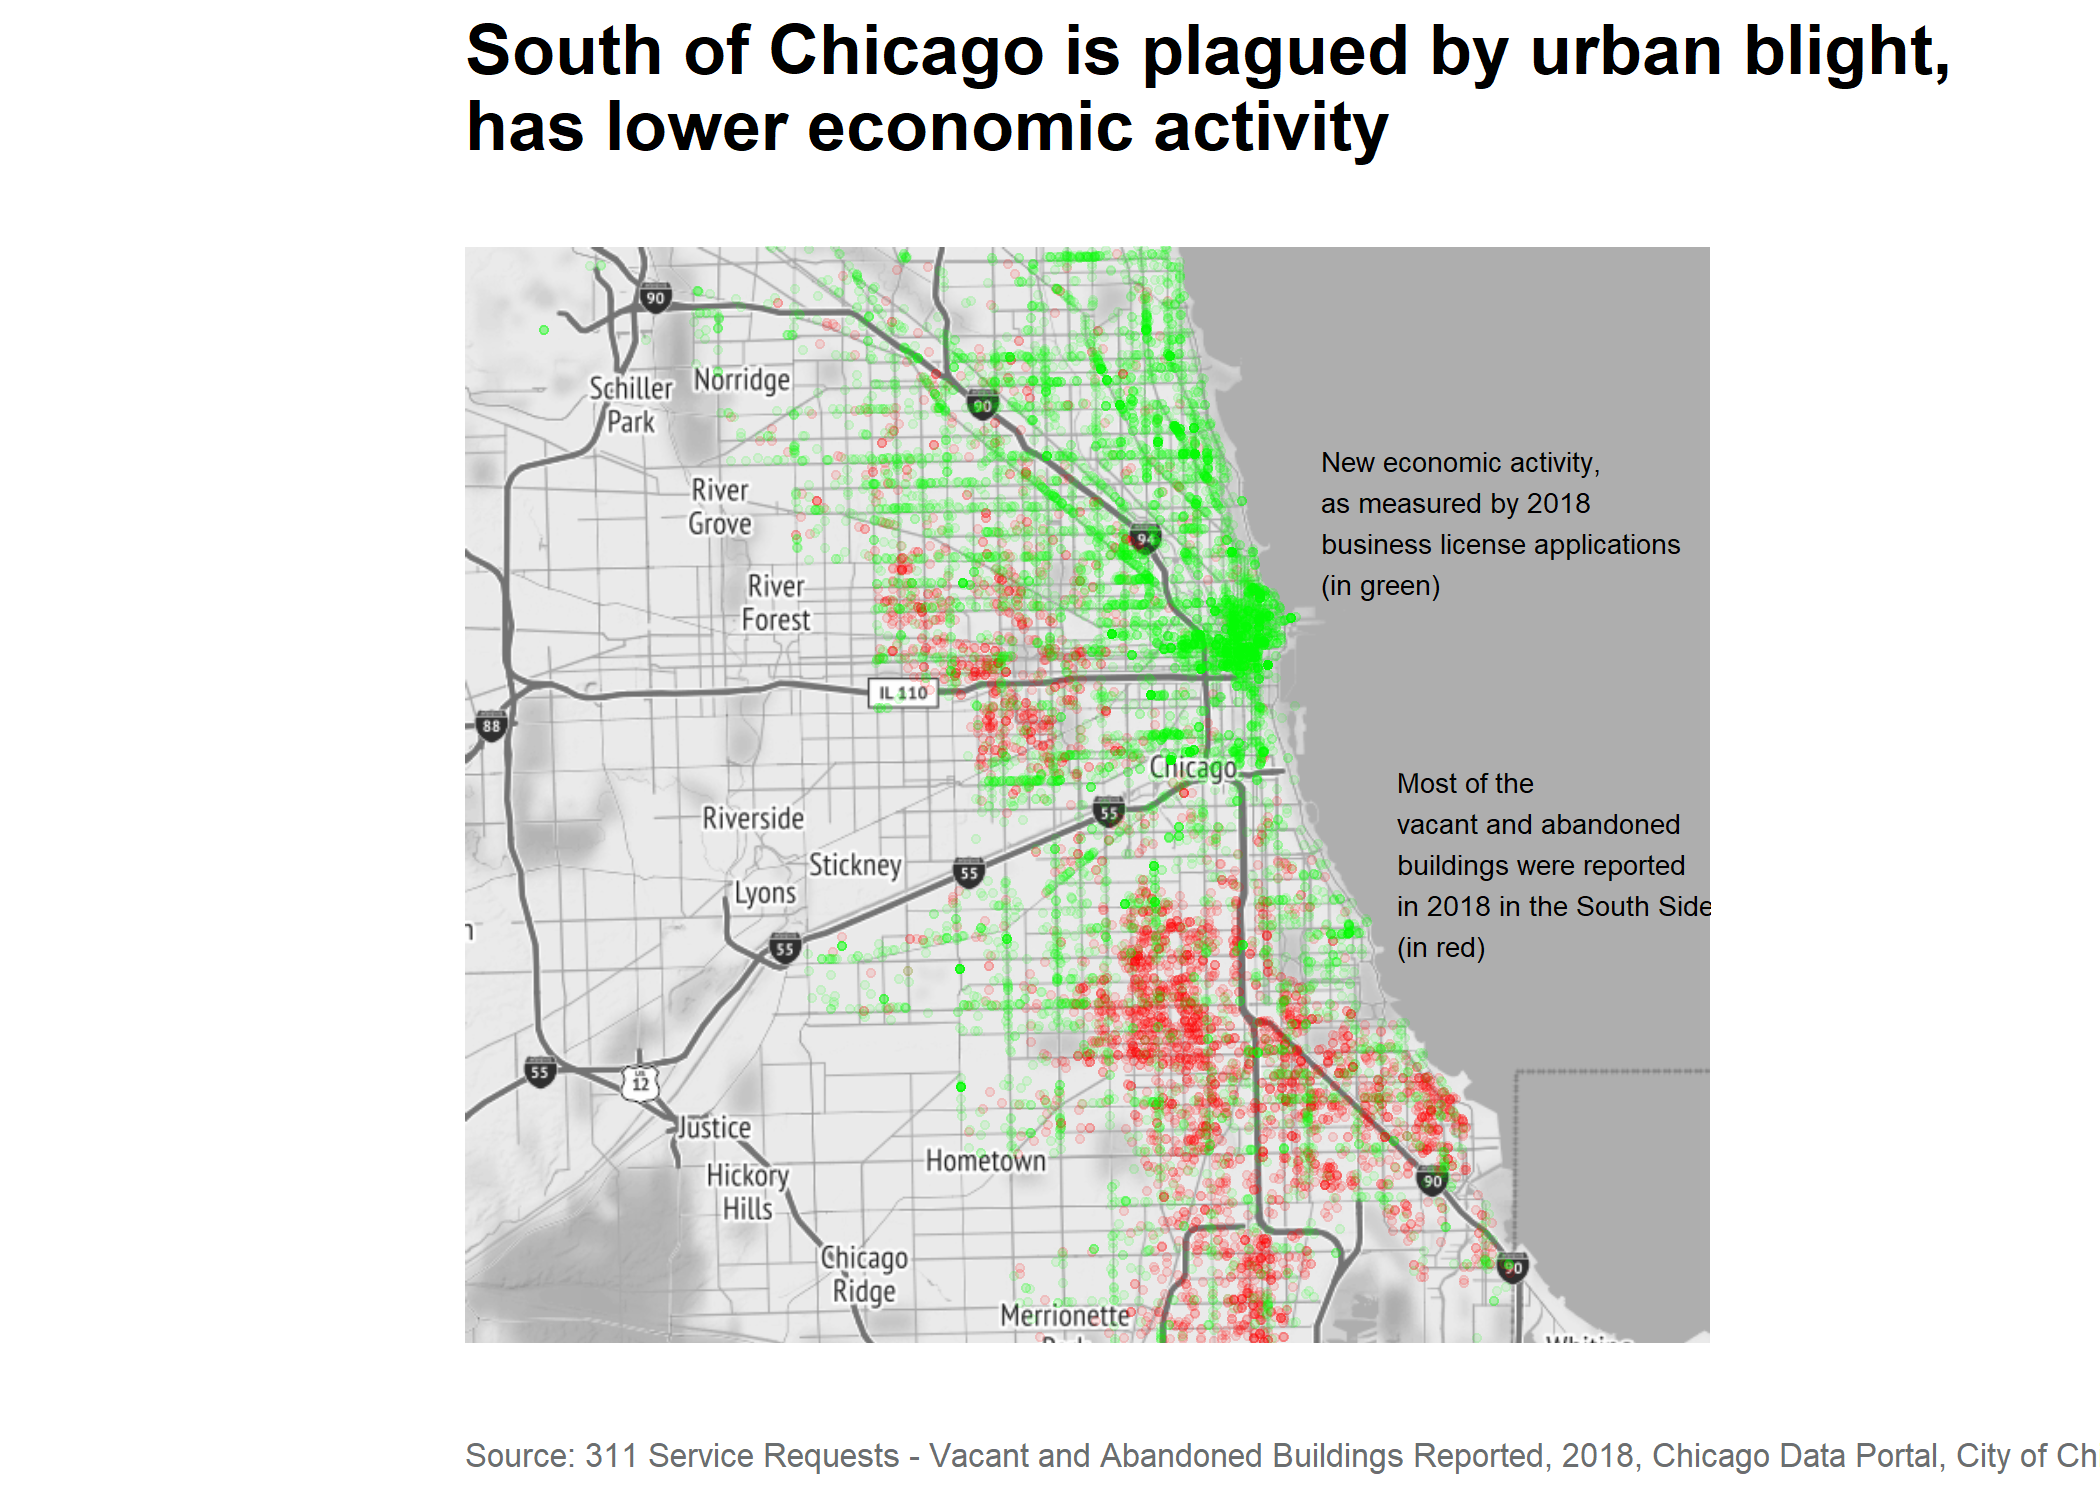 South of Chicago is plagued by urban blight,
has lower economic activity
90
Schiller
Park
Norridge
90
River
Grove
New economic activity,
as measured by 2018
business license applications
(in green)
94
River
Forest
IL 110
88
Chicago
Most of the
vacant and abandoned
buildings were reported
in 2018 in the South Side
(in red)
55
Riverside
Stickney
55
Lyons
55
55
US
12
Justice
Hometown
Hickory
Hills
90
Chicago
Ridge
90
Merrionette
Source: 311 Service Requests - Vacant and Abandoned Buildings Reported, 2018, Chicago Data Portal, City of Ch